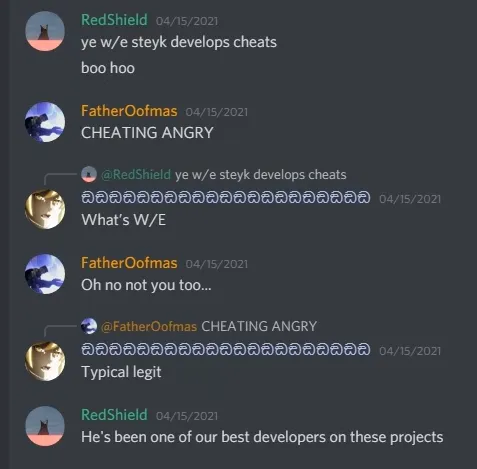 RedShield 04/15/2021
ye w/e steyk develops cheats
boo hoo
FatherOofmas 04/15/2021
CHEATING ANGRY
@RedShield ye w/e steyk develops cheats
ඞඞඞඞඞඞඞඞඞඞඞඞඞඞඞඞඞඞඞඞඞ 04/15/2021
What's W/E
FatherOofmas 04/15/2021
Oh no not you too...
@FatherOofmas CHEATING ANGRY
ඞඞඞඞඞඞඞඞඞඞඞඞඞඞඞඞඞඞඞඞඞ 04/15/2021
Typical legit
RedShield 04/15/2021
He's been one of our best developers on these projects